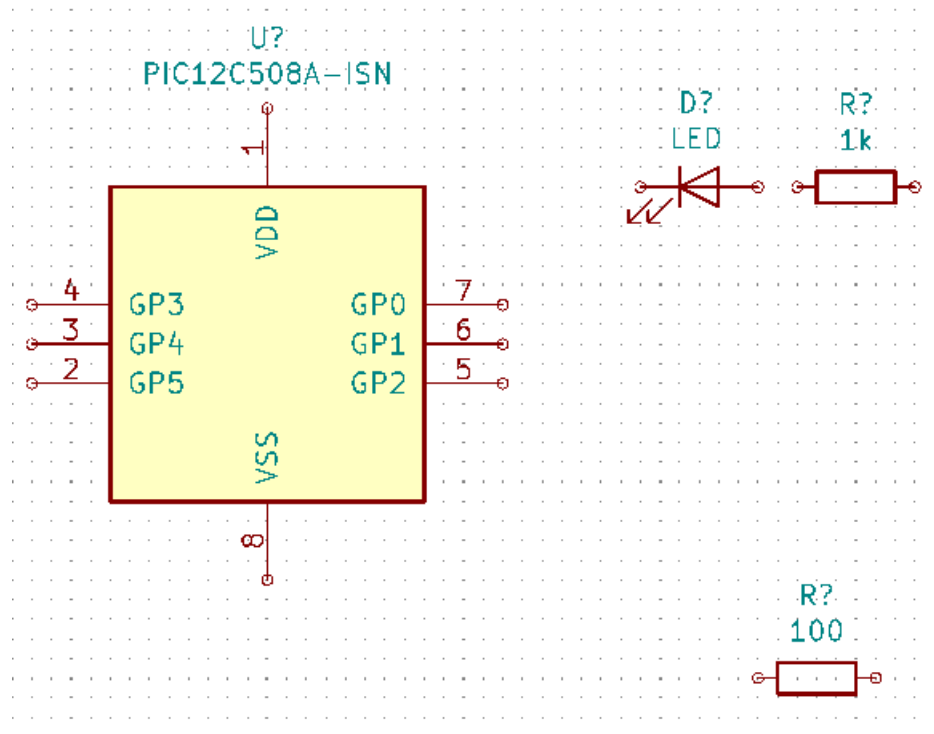 U?
PIC12C508A-ISN
1
VDD
4 GP3 GP0 7
3 GP4 GP1 6
2 GP5 GP2 5
VSS
8
D?
LED
R?
1k
R?
100